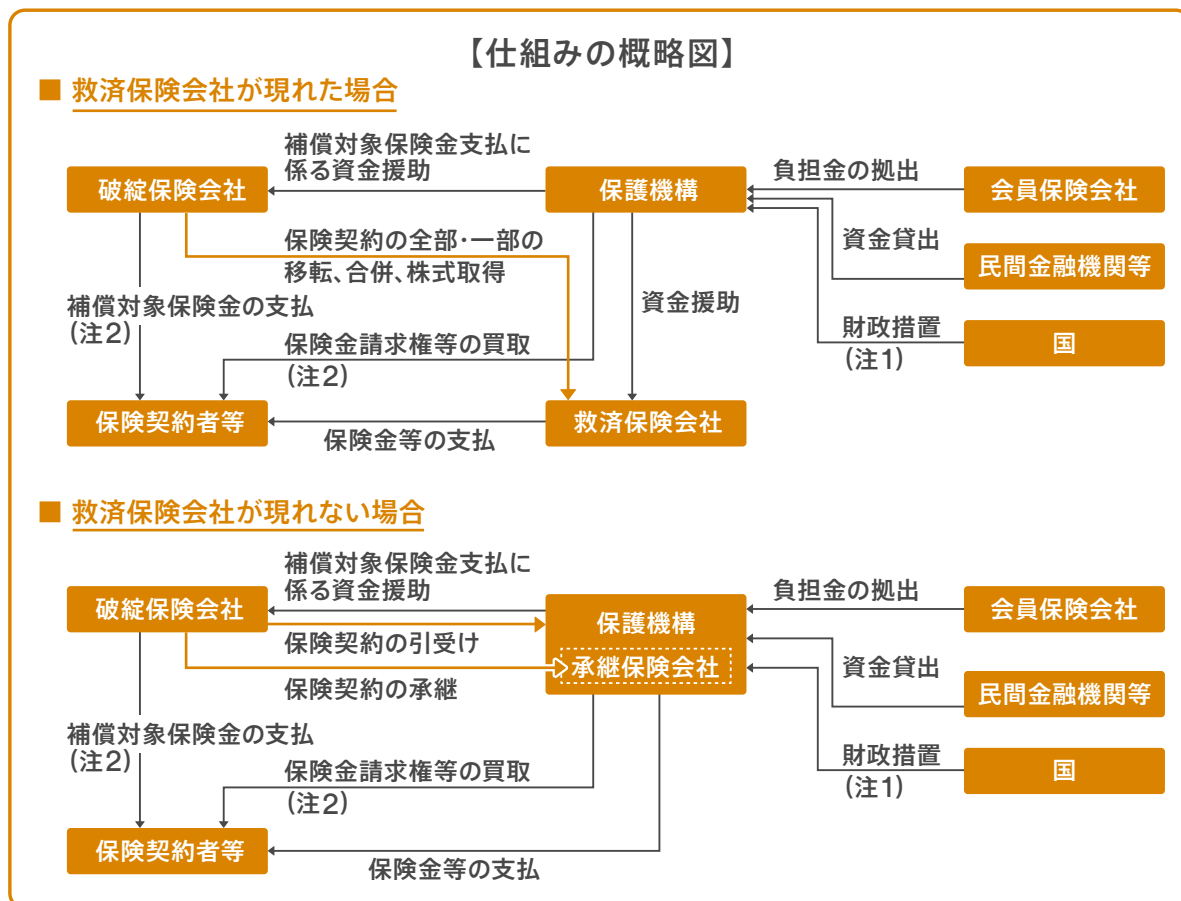 【仕組みの概略図】
■ 救済保険会社が現れた場合
補償対象保険金支払に
係る資金援助
破綻保険会社
保護機構
負担金の拠出
会員保険会社
保険契約の全部・一部の
移転、合併、株式取得
資金貸出
民間金融機関等
補償対象保険金の支払
(注2)
資金援助
保険金請求権等の買取
(注2)
財政措置
(注1)
国
保険契約者等
保険金等の支払
救済保険会社
■ 救済保険会社が現れない場合
補償対象保険金支払に
係る資金援助
破綻保険会社
保護機構
負担金の拠出
会員保険会社
保険契約の引受け
承継保険会社
保険契約の承継
資金貸出
民間金融機関等
補償対象保険金の支払
(注2)
保険金請求権等の買取
(注2)
財政措置
(注1)
国
保険契約者等
保険金等の支払